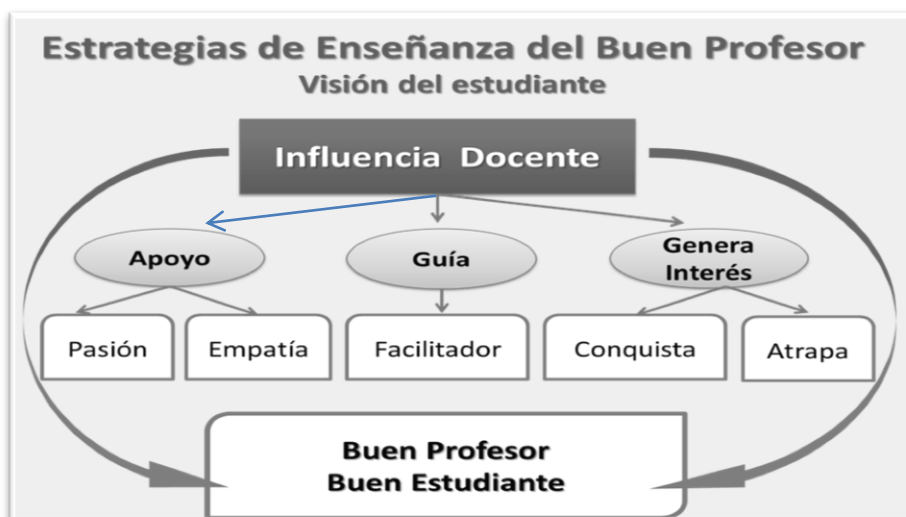 Estrategias de Enseñanza del Buen Profesor
Visión del estudiante
Influencia Docente
Apoyo
Guía
Genera
Interés
Pasión
Empatía
Facilitador
Conquista
Atrapa
Buen Profesor
Buen Estudiante